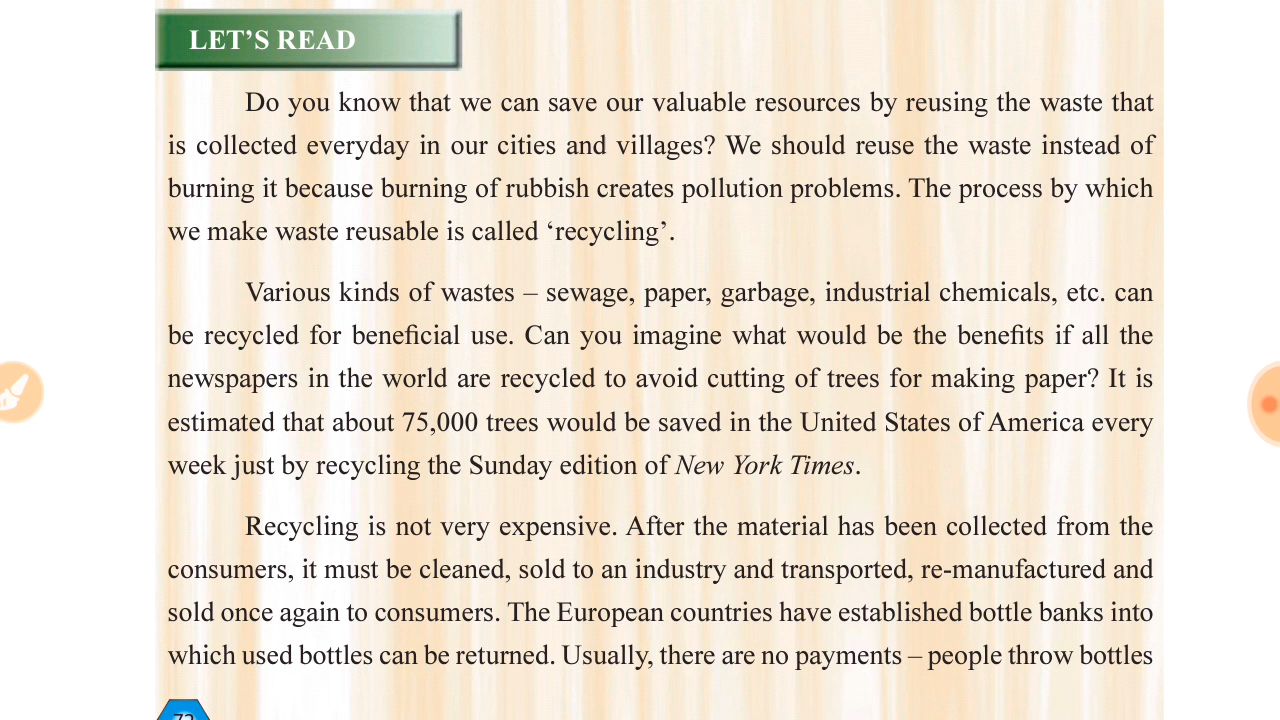 LET’S READ
Do you know that we can save our valuable resources by reusing the waste that
is collected everyday in our cities and villages? We should reuse the waste instead of
burning it because burning of rubbish creates pollution problems. The process by which
we make waste reusable is called ‘recycling’.
Various kinds of wastes – sewage, paper, garbage, industrial chemicals, etc. can
be recycled for beneficial use. Can you imagine what would be the benefits if all the
newspapers in the world are recycled to avoid cutting of trees for making paper? It is
estimated that about 75,000 trees would be saved in the United States of America every
week just by recycling the Sunday edition of New York Times.
Recycling is not very expensive. After the material has been collected from the
consumers, it must be cleaned, sold to an industry and transported, re-manufactured and
sold once again to consumers. The European countries have established bottle banks into
which used bottles can be returned. Usually, there are no payments – people throw bottles